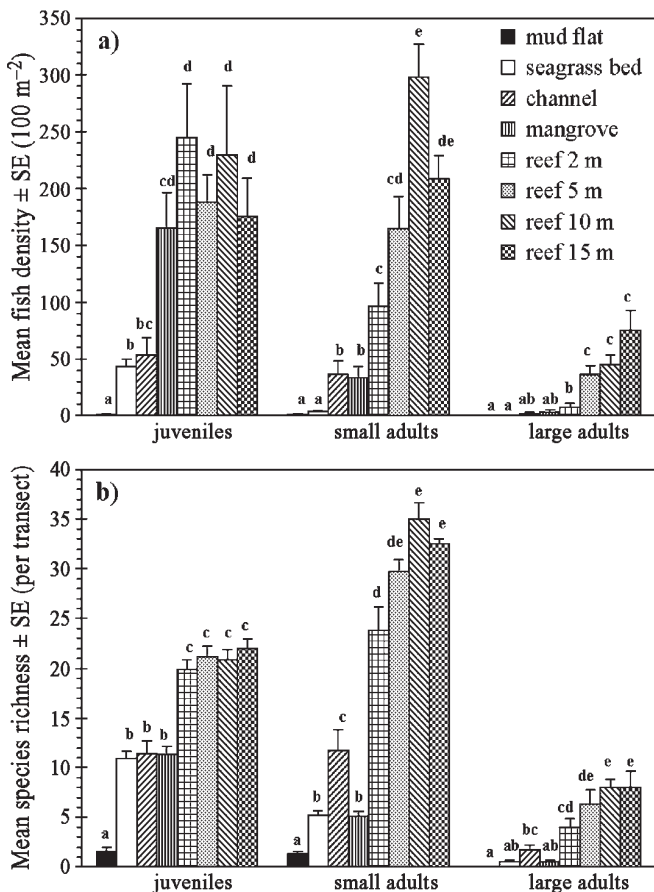 a)
Mean fish density ± SE (100 m⁻²)
350
300
250
200
150
100
50
0
mud flat
seagrass bed
channel
mangrove
reef 2 m
reef 5 m
reef 10 m
reef 15 m
a b bc cd d d d d
a a b b c cd e de
a a ab ab b c c c
juveniles small adults large adults
b)
Mean species richness ± SE (per transect)
40
35
30
25
20
15
10
5
0
a b b b c c c c
a b c b d de e e
a ab bc ab cd de e e
juveniles small adults large adults